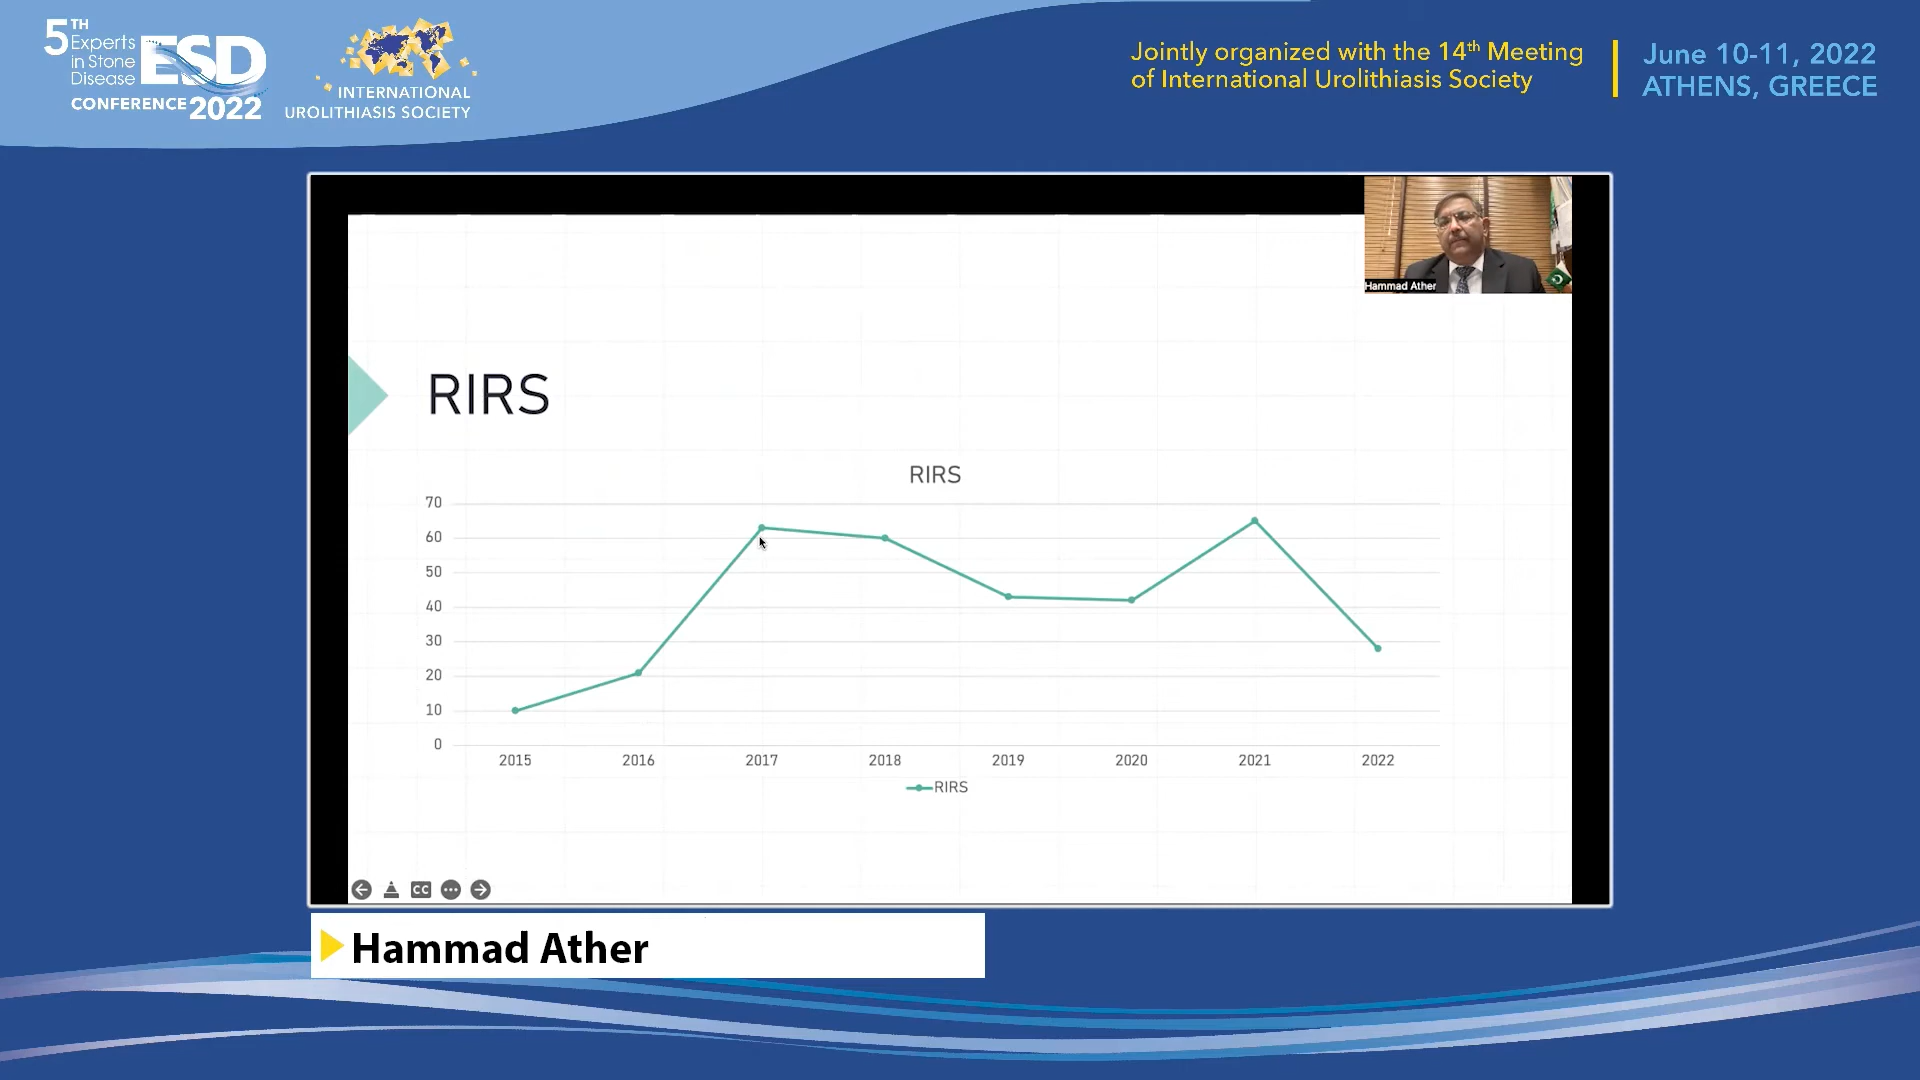 5TH
Experts
in Stone
Disease
ESD
CONFERENCE 2022
INTERNATIONAL
UROLITHIASIS SOCIETY
Jointly organized with the 14th Meeting
of International Urolithiasis Society
June 10-11, 2022
ATHENS, GREECE
Hammad Ather
RIRS
RIRS
70
60
50
40
30
20
10
0
2015 2016 2017 2018 2019 2020 2021 2022
RIRS
CC
Hammad Ather